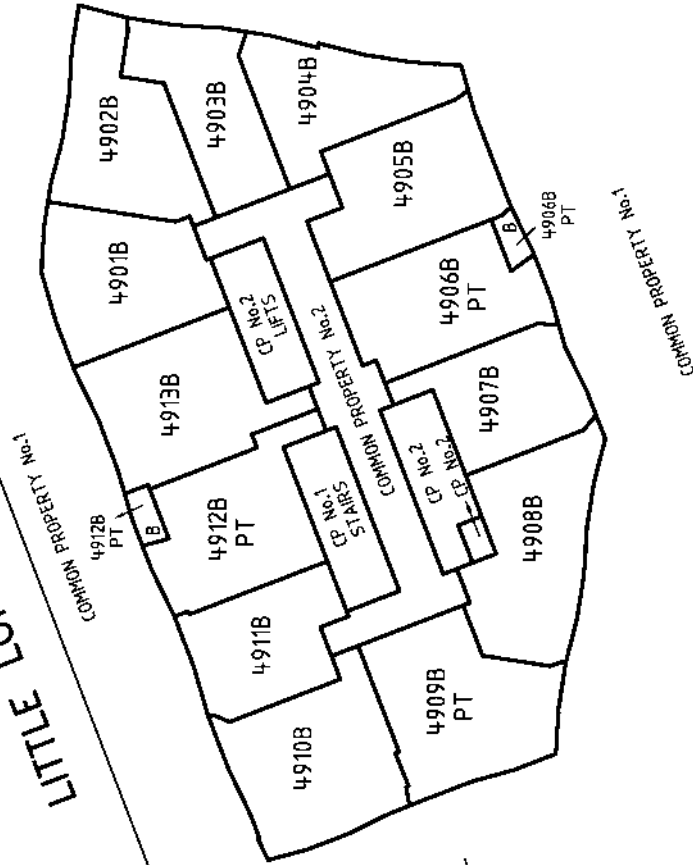 4902B
4903B
4904B
4901B
4905B
CP No.2
LIFTS
4906B
PT
B
4906B
PT
COMMON PROPERTY No.1
COMMON PROPERTY No.2
4913B
4907B
COMMON PROPERTY No.1
4912B
PT
B
4912B
PT
CP No.1
STAIRS
CP No.2
CP No.2
4908B
4911B
4909B
PT
4910B
LITTLE